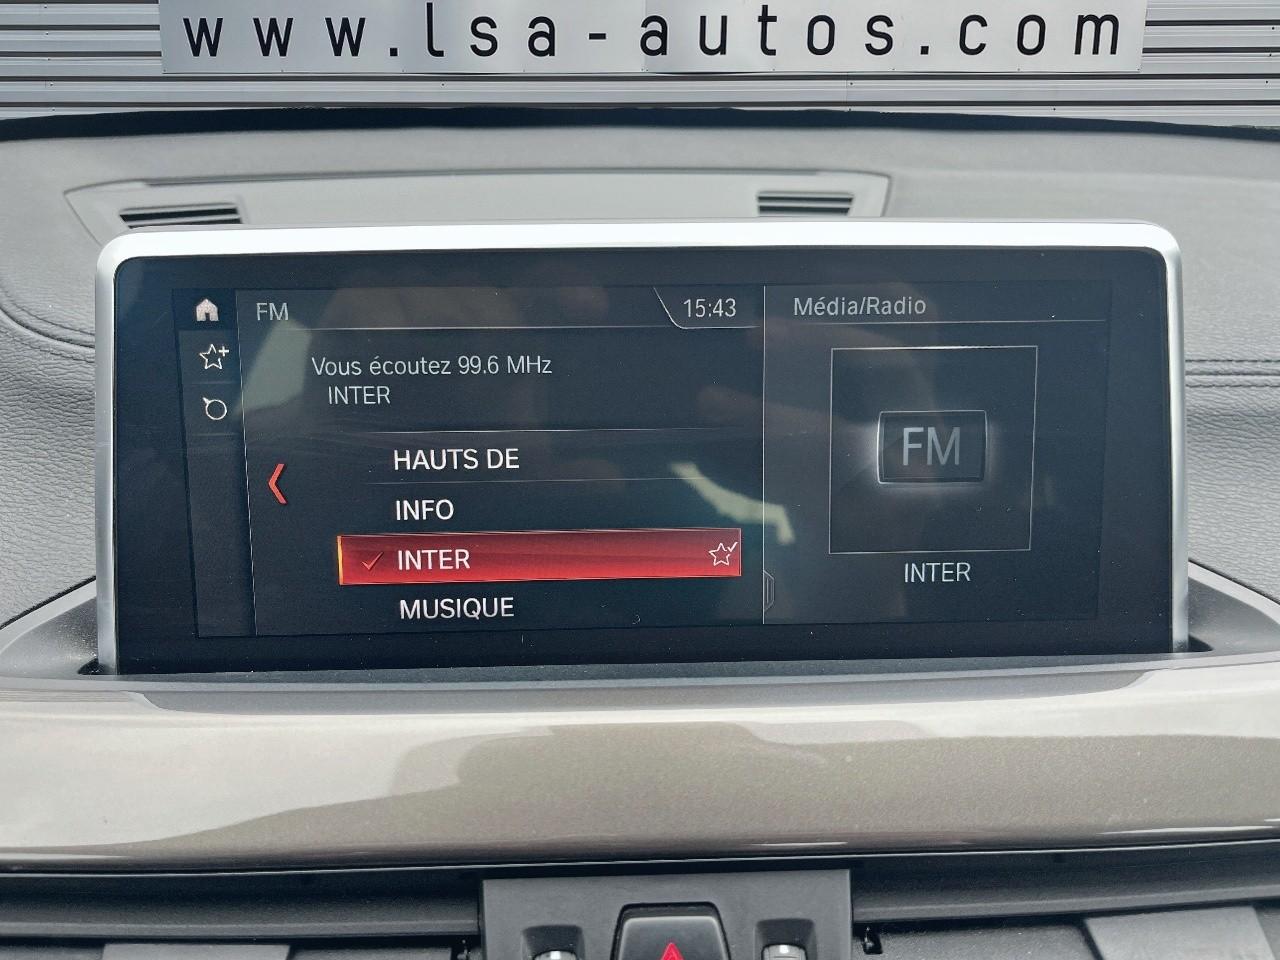 www.lsa-autos.com
FM
15:43
Média/Radio
Vous écoutez 99.6 MHz
INTER
HAUTS DE
INFO
INTER
MUSIQUE
FM
INTER